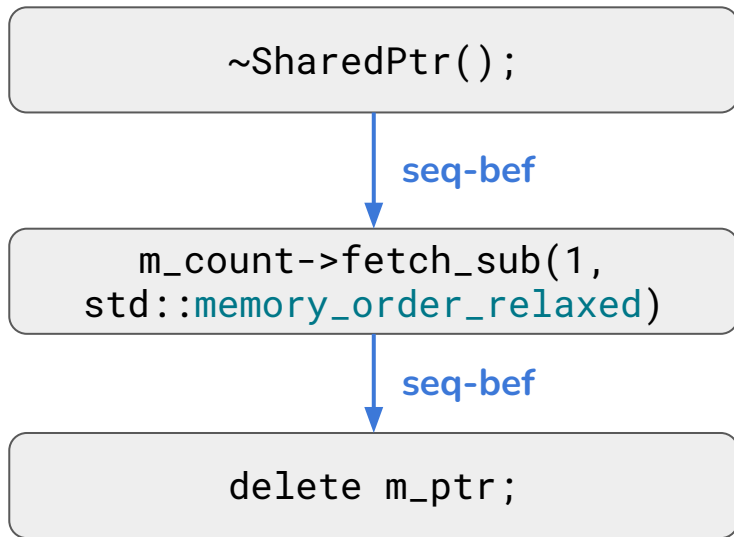 ~SharedPtr();
seq-bef
m_count->fetch_sub(1,
std::memory_order_relaxed)
seq-bef
delete m_ptr;